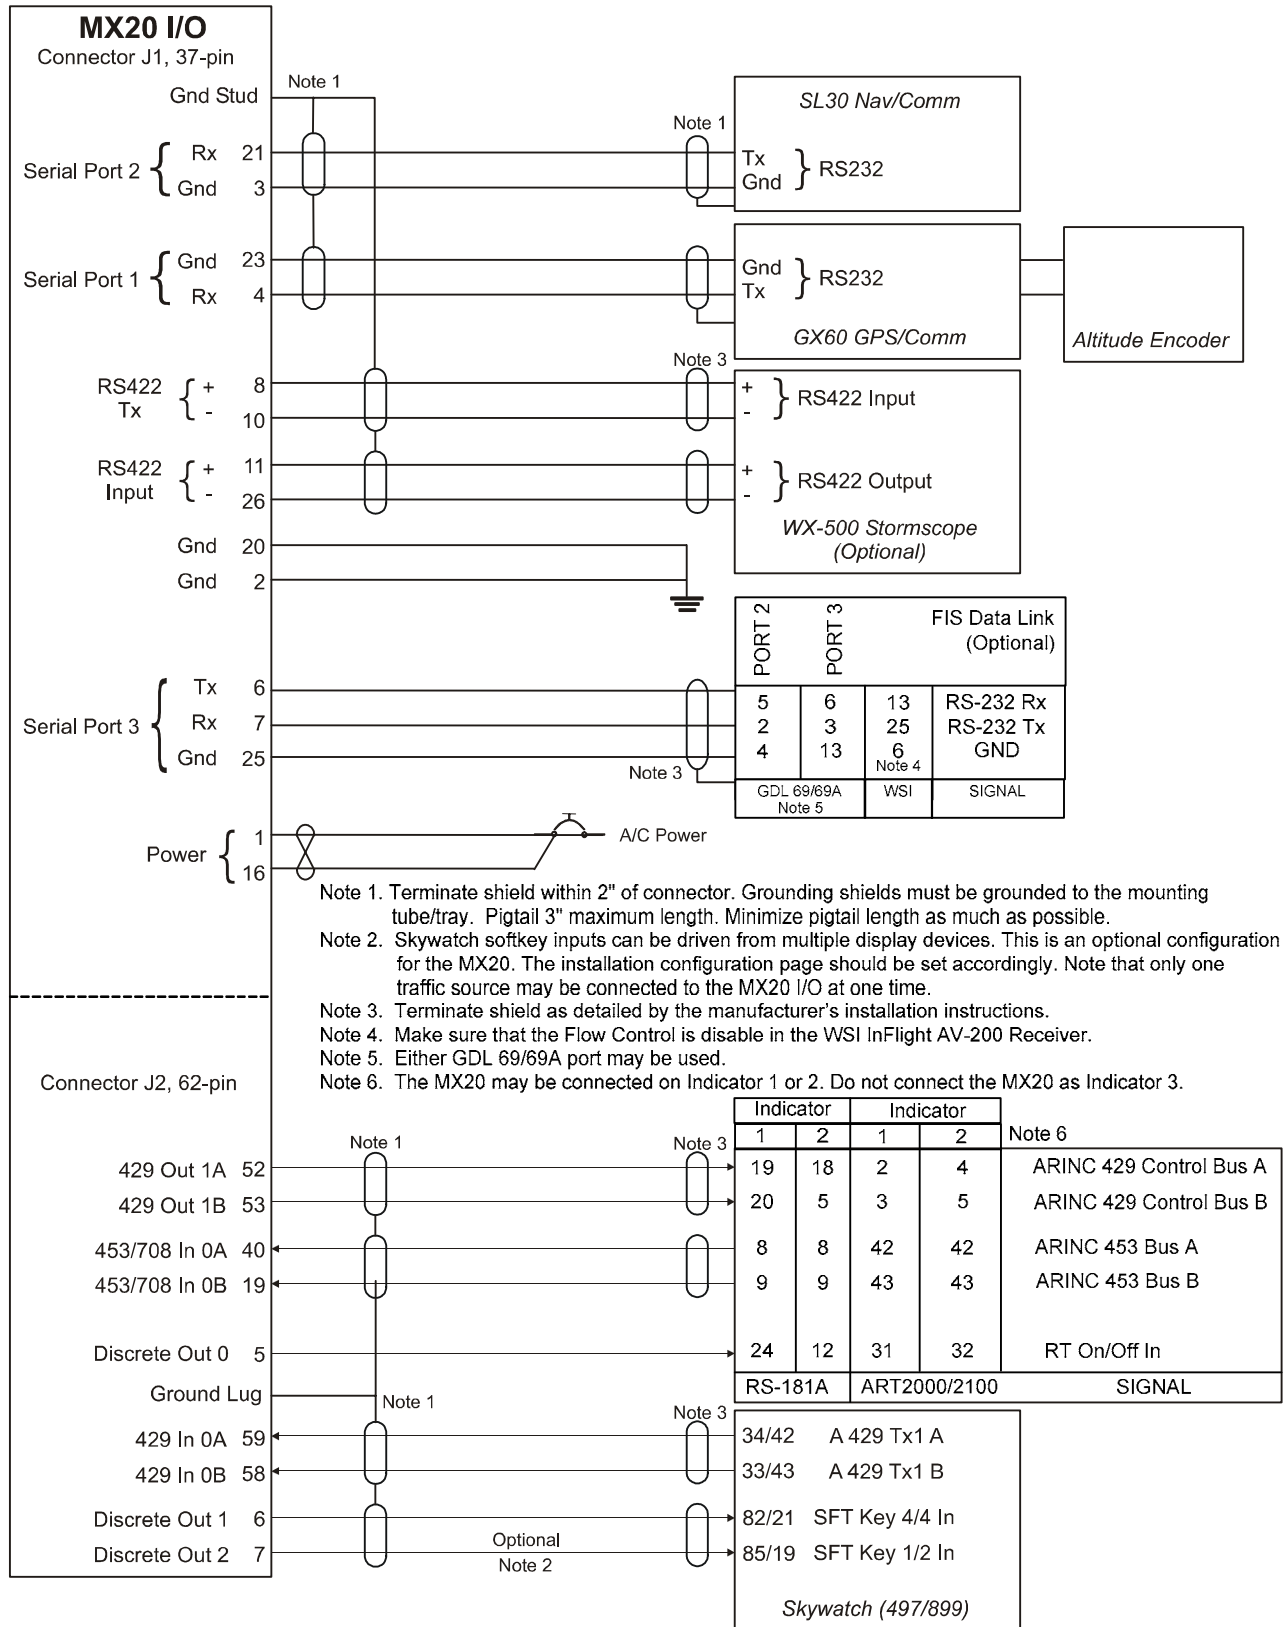 MX20 I/O
Connector J1, 37-pin
Gnd Stud
Note 1
SL30 Nav/Comm
Note 1
Serial Port 2 { Rx 21
Gnd 3
Tx
Gnd } RS232
Serial Port 1 { Gnd 23
Rx 4
Gnd
Tx } RS232
GX60 GPS/Comm
Altitude Encoder
Note 3
RS422 Tx { + 8
- 10
+
- } RS422 Input
RS422 Input { + 11
- 26
+
- } RS422 Output
WX-500 Stormscope
(Optional)
Gnd 20
Gnd 2
PORT 2 PORT 3 FIS Data Link
(Optional)
Serial Port 3 { Tx 6
Rx 7
Gnd 25
5 6 13 RS-232 Rx
2 3 25 RS-232 Tx
4 13 6 GND
Note 4
Note 3
GDL 69/69A WSI SIGNAL
Note 5
Power { 1
16
A/C Power
Note 1. Terminate shield within 2" of connector. Grounding shields must be grounded to the mounting
tube/tray. Pigtail 3" maximum length. Minimize pigtail length as much as possible.
Note 2. Skywatch softkey inputs can be driven from multiple display devices. This is an optional configuration
for the MX20. The installation configuration page should be set accordingly. Note that only one
traffic source may be connected to the MX20 I/O at one time.
Note 3. Terminate shield as detailed by the manufacturer's installation instructions.
Note 4. Make sure that the Flow Control is disable in the WSI InFlight AV-200 Receiver.
Note 5. Either GDL 69/69A port may be used.
Note 6. The MX20 may be connected on Indicator 1 or 2. Do not connect the MX20 as Indicator 3.
Connector J2, 62-pin
Indicator Indicator
1 2 1 2 Note 6
Note 1
Note 3
429 Out 1A 52
19 18 2 4 ARINC 429 Control Bus A
429 Out 1B 53
20 5 3 5 ARINC 429 Control Bus B
453/708 In 0A 40
8 8 42 42 ARINC 453 Bus A
453/708 In 0B 19
9 9 43 43 ARINC 453 Bus B
Discrete Out 0 5
24 12 31 32 RT On/Off In
RS-181A ART2000/2100 SIGNAL
Ground Lug
Note 1
Note 3
429 In 0A 59
34/42 A 429 Tx1 A
429 In 0B 58
33/43 A 429 Tx1 B
Discrete Out 1 6
82/21 SFT Key 4/4 In
Discrete Out 2 7
Optional
Note 2
85/19 SFT Key 1/2 In
Skywatch (497/899)